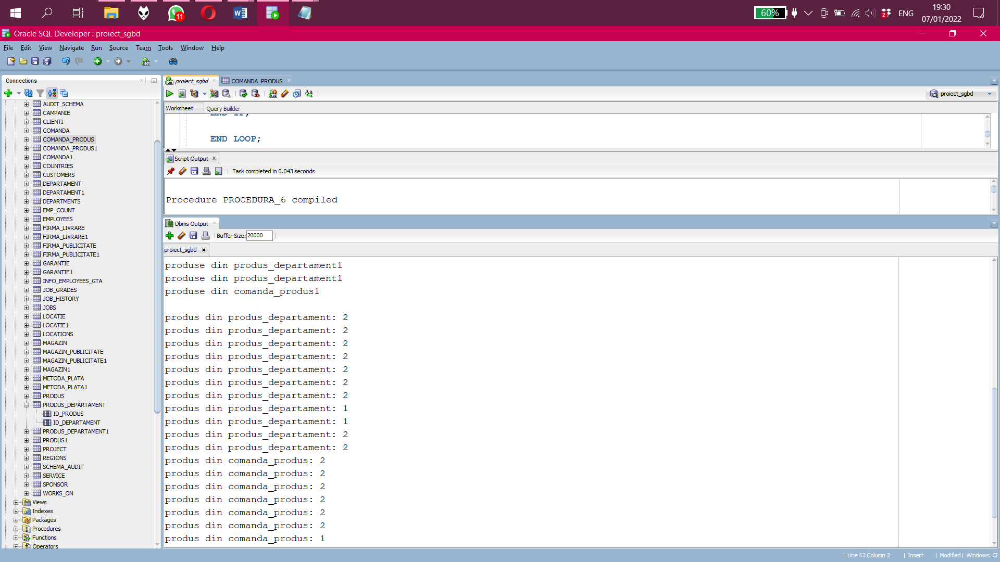 11
60%
2
ENG
19:30
07/01/2022
Oracle SQL Developer : proiect_sgbd
File Edit View Navigate Run Source Team Tools Window Help
Connections
AUDIT_SCHEMA
CAMPANIE
CLIENTI
COMANDA
COMANDA_PRODUS
COMANDA_PRODUS1
COMANDA1
COUNTRIES
CUSTOMERS
DEPARTAMENT
DEPARTAMENT1
DEPARTMENTS
EMP_COUNT
EMPLOYEES
FIRMA_LIVRARE
FIRMA_LIVRARE1
FIRMA_PUBLICITATE
FIRMA_PUBLICITATE1
GARANTIE
GARANTIE1
INFO_EMPLOYEES_GTA
JOB_GRADES
JOB_HISTORY
JOBS
LOCATIE
LOCATIE1
LOCATIONS
MAGAZIN
MAGAZIN_PUBLICITATE
MAGAZIN_PUBLICITATE1
MAGAZIN1
METODA_PLATA
METODA_PLATA1
PRODUS
PRODUS_DEPARTAMENT
ID_PRODUS
ID_DEPARTAMENT
PRODUS_DEPARTAMENT1
PRODUS1
PROJECT
REGIONS
SCHEMA_AUDIT
SERVICE
SPONSOR
WORKS_ON
Views
Indexes
Packages
Procedures
Functions
Operators
proiect_sgbd
COMANDA_PRODUS
proiect_sgbd
Worksheet Query Builder
END IF;
END LOOP;
Script Output
Task completed in 0.043 seconds
Procedure PROCEDURA_6 compiled
Dbms Output
Buffer Size: 20000
proiect_sgbd
produse din produs_departament1
produse din produs_departament1
produse din comanda_produs1
produs din produs_departament: 2
produs din produs_departament: 2
produs din produs_departament: 2
produs din produs_departament: 2
produs din produs_departament: 2
produs din produs_departament: 2
produs din produs_departament: 2
produs din produs_departament: 1
produs din produs_departament: 1
produs din produs_departament: 2
produs din produs_departament: 2
produs din comanda_produs: 2
produs din comanda_produs: 2
produs din comanda_produs: 2
produs din comanda_produs: 2
produs din comanda_produs: 2
produs din comanda_produs: 2
produs din comanda_produs: 1
Line 63 Column 2 Insert Modified Windows: